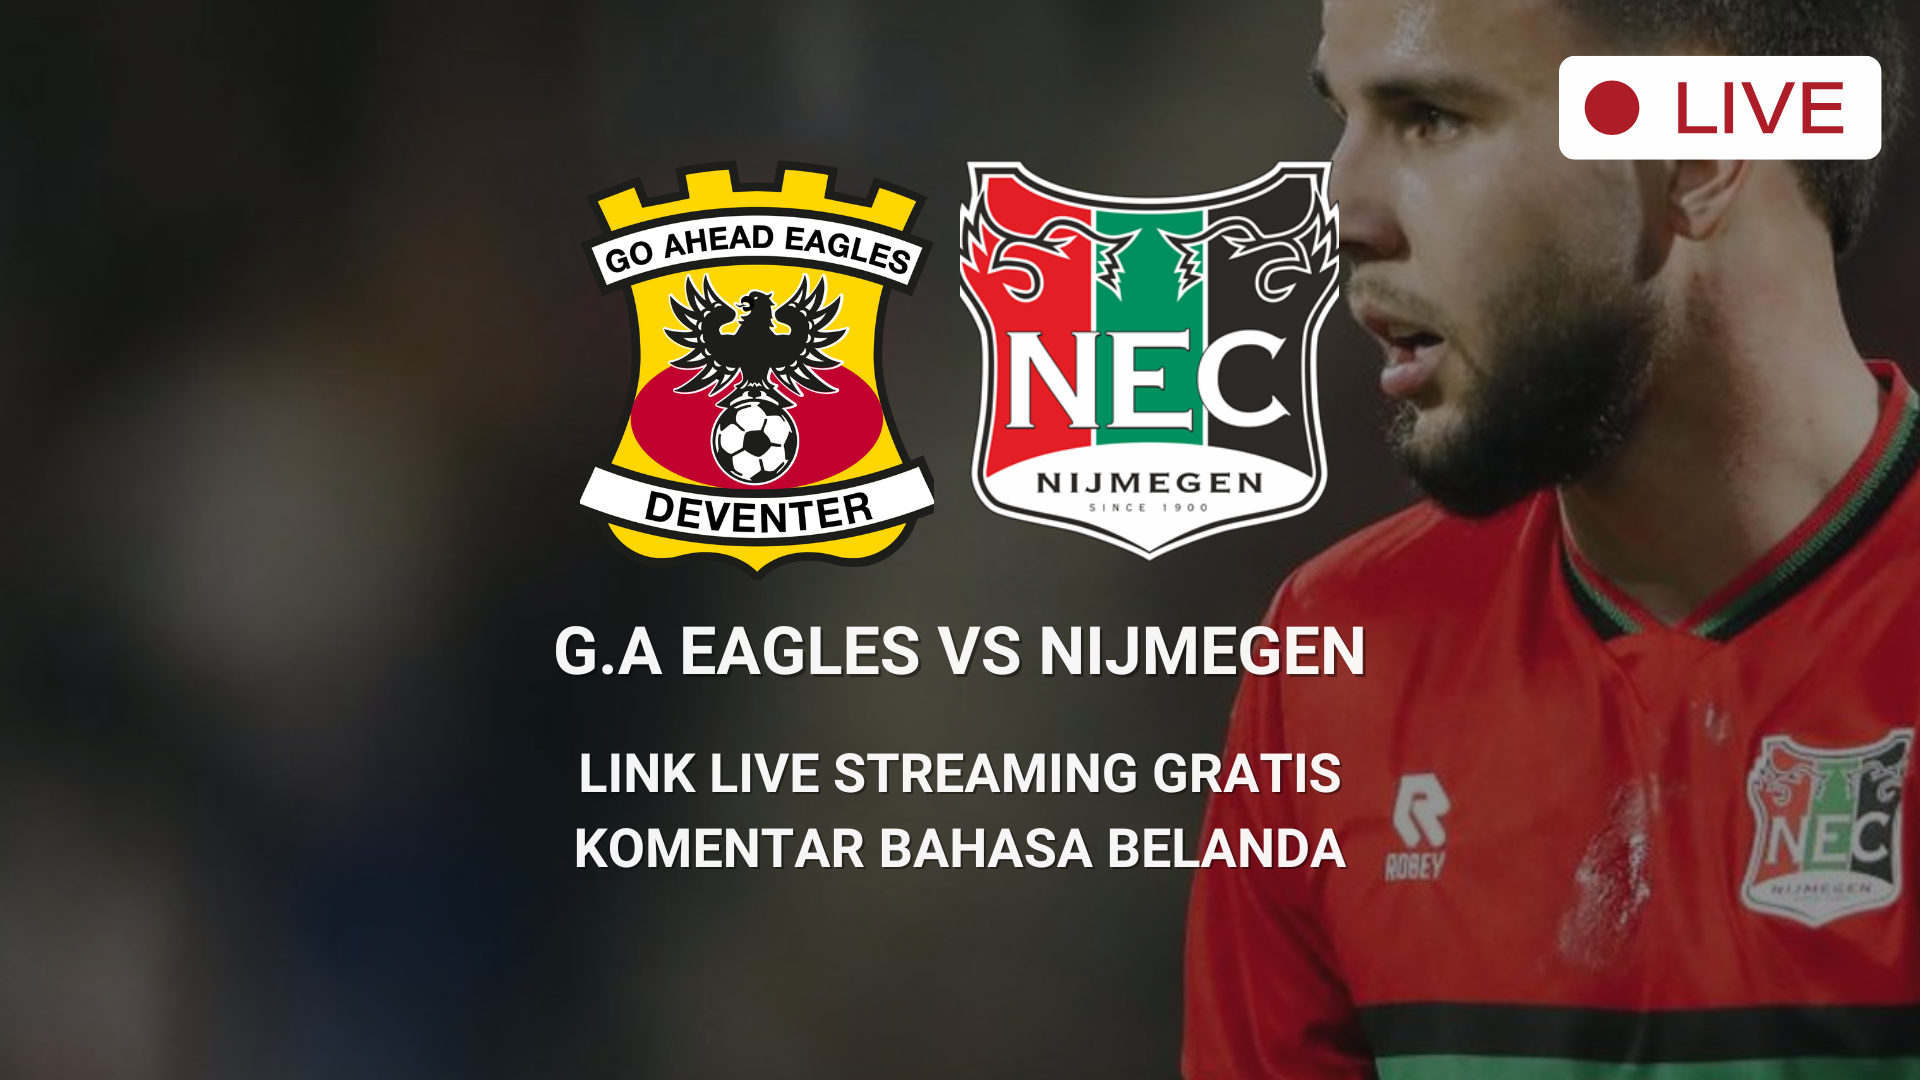 LIVE
GO AHEAD EAGLES
DEVENTER
NEC
NIJMEGEN
SINCE 1900
G.A EAGLES VS NIJMEGEN
LINK LIVE STREAMING GRATIS
KOMENTAR BAHASA BELANDA
R
ROBEY
NEC
NIJMEGEN